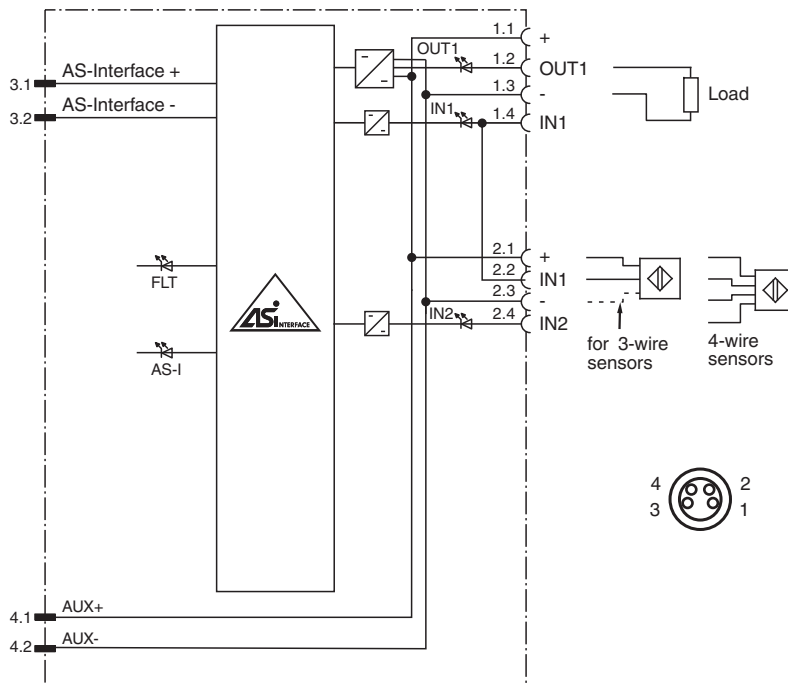 1.1
+
OUT1
1.2
OUT1
3.1
AS-Interface +
1.3
-
Load
3.2
AS-Interface -
IN1
1.4
IN1
2.1
+
2.2
IN1
FLT
2.3
-
ASi INTERFACE
IN2
2.4
IN2
for 3-wire
sensors
4-wire
sensors
AS-I
4
2
3
1
4.1
AUX+
4.2
AUX-